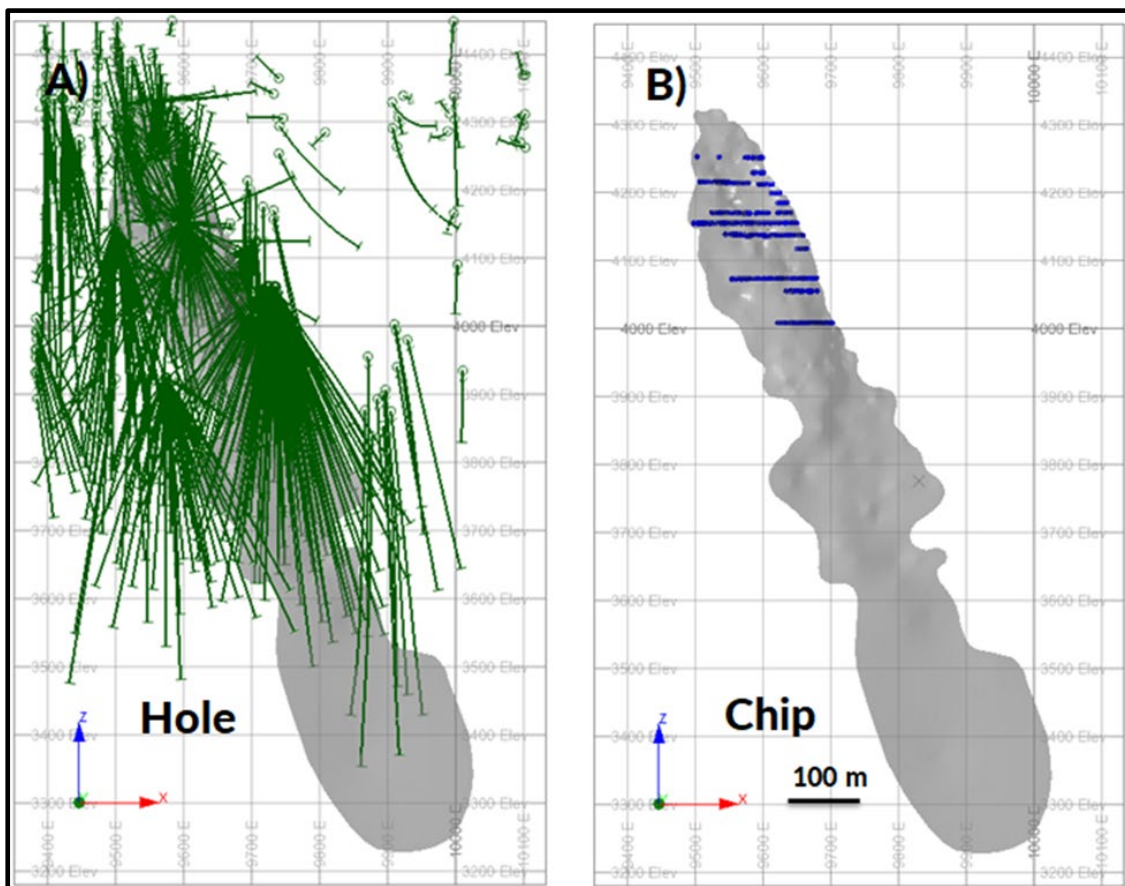 A)
4400 Elev
4300 Elev
4200 Elev
4100 Elev
4000 Elev
3900 Elev
3800 Elev
3700 Elev
3600 Elev
3500 Elev
3400 Elev
3300 Elev
3200 Elev
9500 E
9600 E
9700 E
9800 E
9900 E
10000 E
10100 E
Hole
Z
X
B)
9400 E
9500 E
9600 E
9700 E
9800 E
9900 E
10000 E
10100 E
4400 Elev
4300 Elev
4200 Elev
4100 Elev
4000 Elev
3900 Elev
3800 Elev
3700 Elev
3600 Elev
3500 Elev
3400 Elev
3300 Elev
3200 Elev
Chip
100 m
Z
X